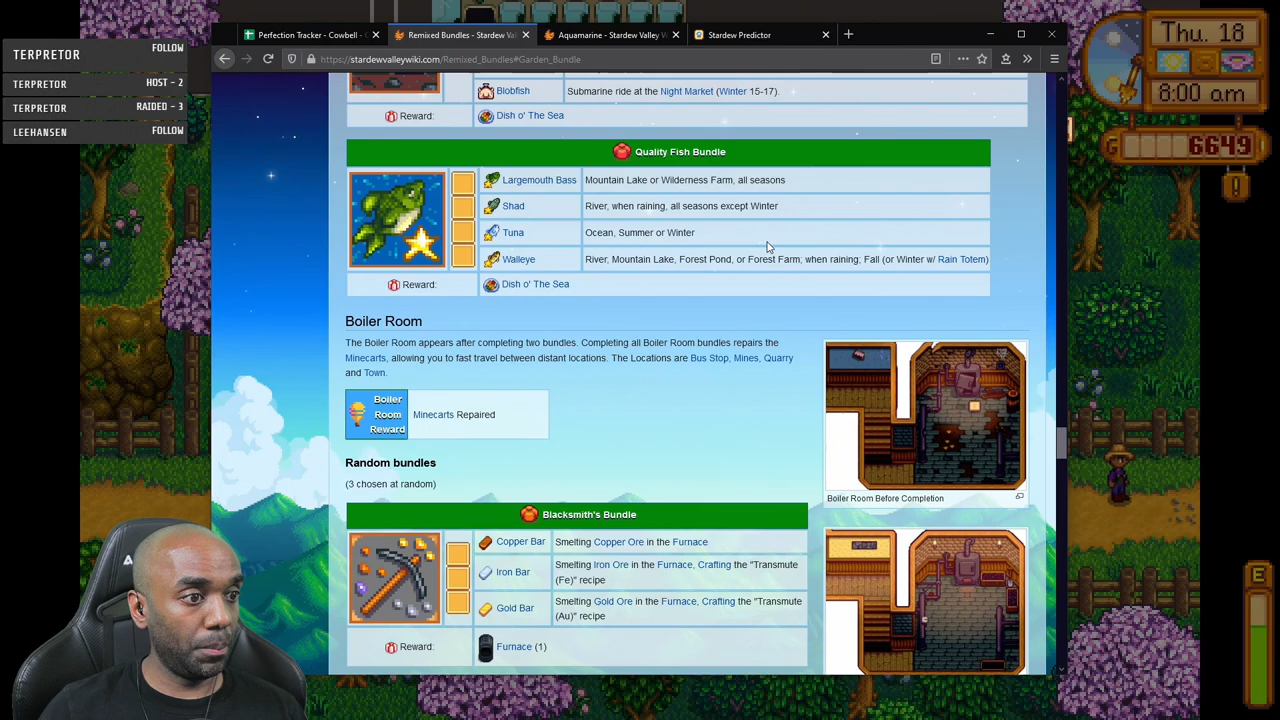 TERPRETOR FOLLOW
TERPRETOR HOST - 2
TERPRETOR RAIDED - 3
LEEHANSEN FOLLOW
Perfection Tracker - Cowbell -
Remixed Bundles - Stardew Vall
Aquamarine - Stardew Valley W
Stardew Predictor
https://stardewvalleywiki.com/Remixed_Bundles#Garden_Bundle
Thu. 18
8:00 am
G 6649
Blobfish Submarine ride at the Night Market (Winter 15-17).
Reward: Dish o' The Sea
Quality Fish Bundle
Largemouth Bass Mountain Lake or Wilderness Farm, all seasons
Shad River, when raining, all seasons except Winter
Tuna Ocean, Summer or Winter
Walleye River, Mountain Lake, Forest Pond, or Forest Farm; when raining; Fall (or Winter w/ Rain Totem)
Reward: Dish o' The Sea
Boiler Room
The Boiler Room appears after completing two bundles. Completing all Boiler Room bundles repairs the
Minecarts, allowing you to fast travel between distant locations. The Locations are Bus Stop, Mines, Quarry
and Town.
Boiler
Room
Reward
Minecarts Repaired
Random bundles
(3 chosen at random)
Boiler Room Before Completion
Blacksmith's Bundle
Copper Bar Smelting Copper Ore in the Furnace
Iron Bar Smelting Iron Ore in the Furnace, Crafting the "Transmute
(Fe)" recipe
Gold Bar Smelting Gold Ore in the Furnace, Crafting the "Transmute
(Au)" recipe
Reward: Furnace (1)
E